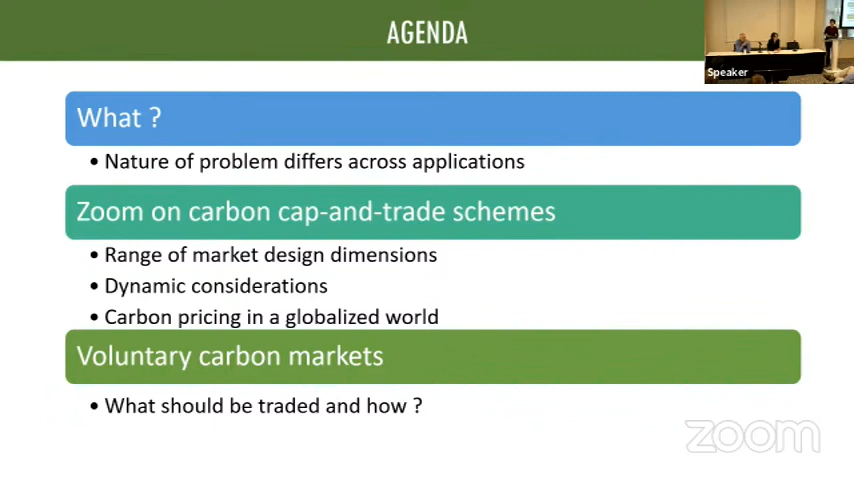 AGENDA
Speaker
What ?
• Nature of problem differs across applications
Zoom on carbon cap-and-trade schemes
• Range of market design dimensions
• Dynamic considerations
• Carbon pricing in a globalized world
Voluntary carbon markets
• What should be traded and how ?
zoom